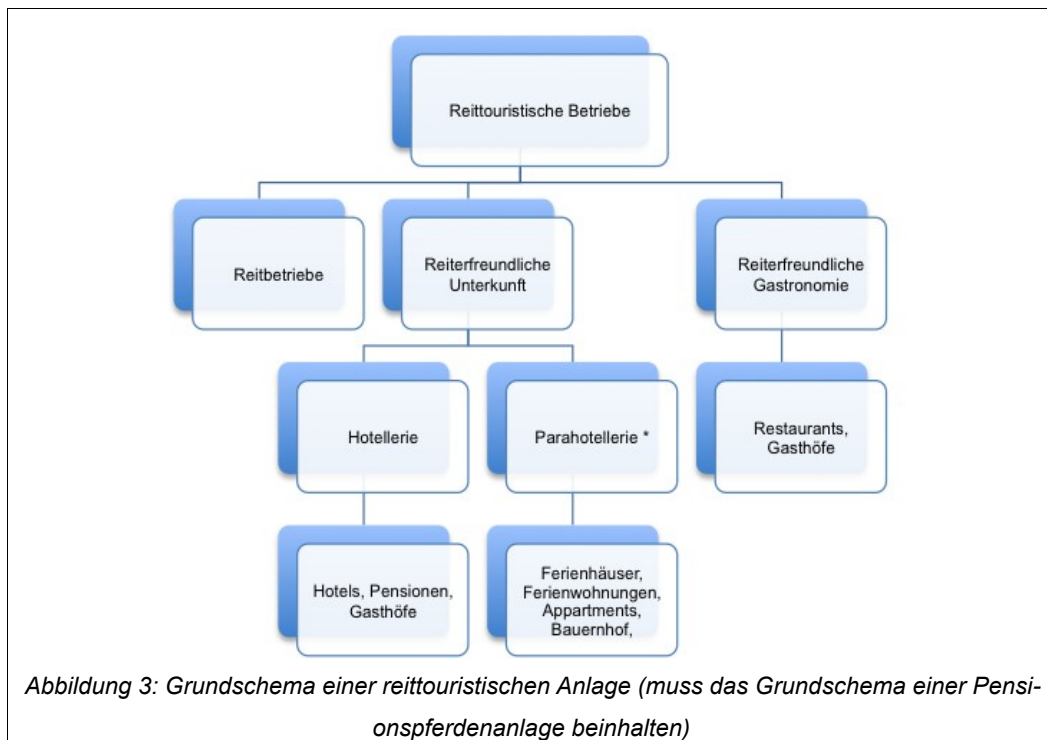 Reittouristische Betriebe
Reitbetriebe
Reiterfreundliche
Unterkunft
Reiterfreundliche
Gastronomie
Hotellerie
Parahotellerie *
Restaurants,
Gasthöfe
Hotels, Pensionen,
Gasthöfe
Ferienhäuser,
Ferienwohnungen,
Appartments,
Bauernhof,
Abbildung 3: Grundschema einer reittouristischen Anlage (muss das Grundschema einer Pensi-
onspferdenanlage beinhalten)